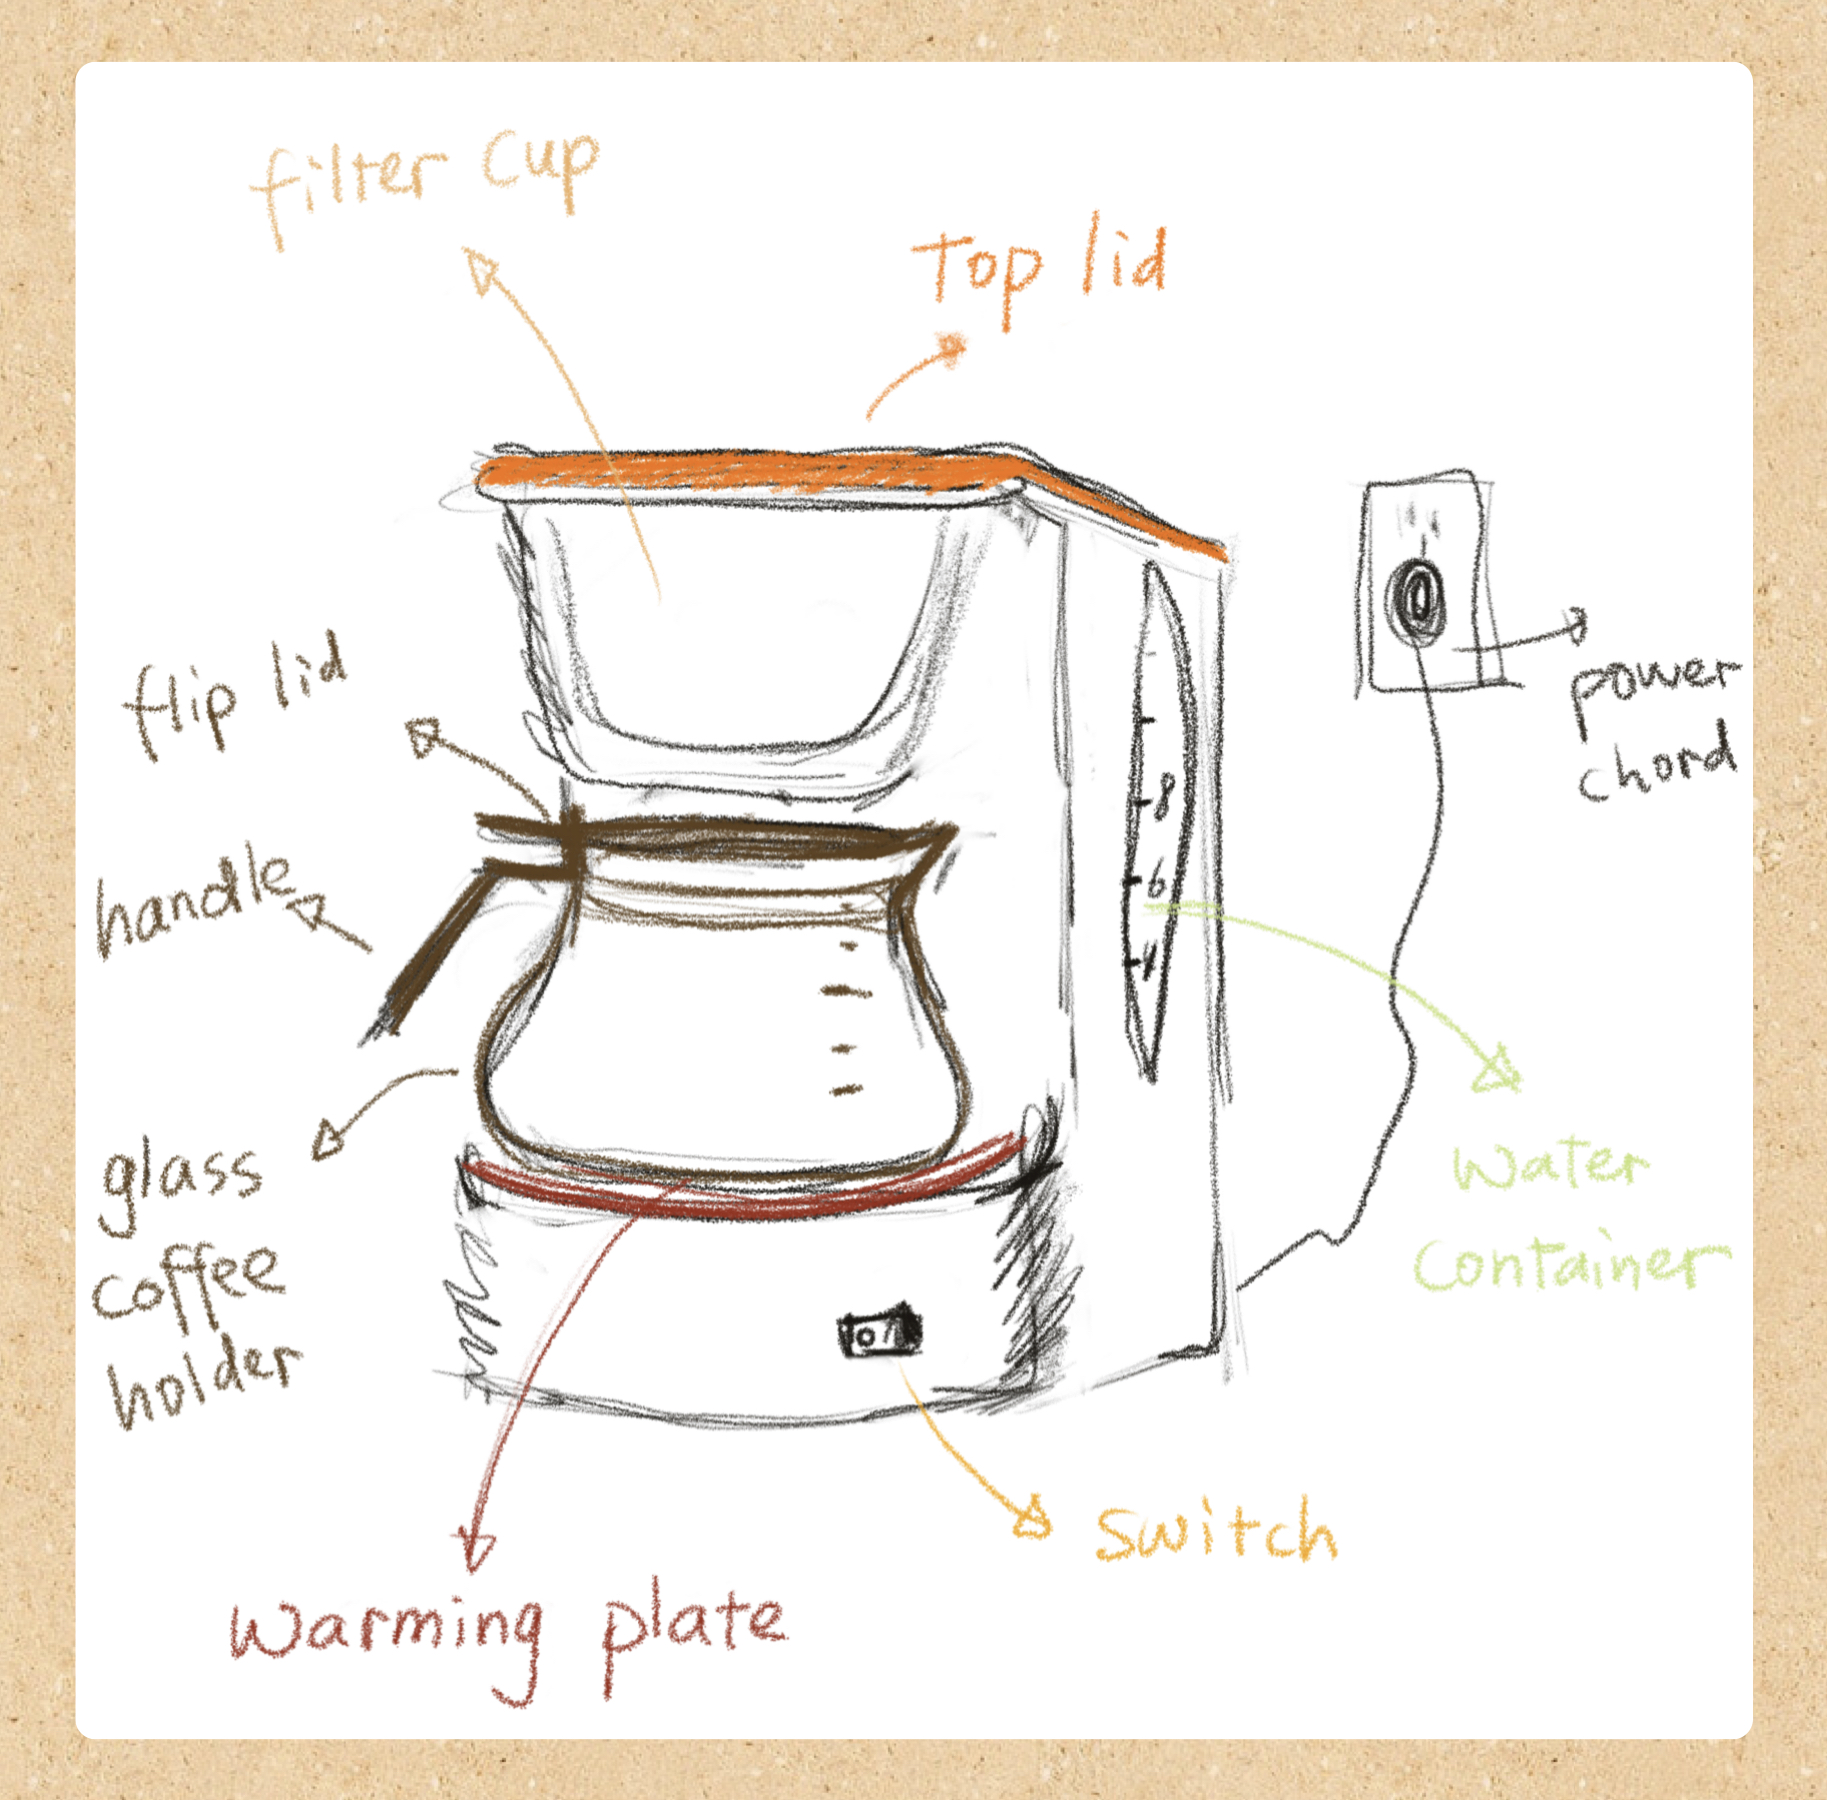 filter cup
Top lid
flip lid
power
chord
8
handle
6
4
glass
coffee
holder
water
container
switch
warming plate